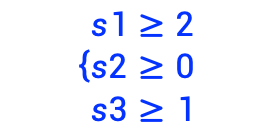 s1 ≥ 2
{s2 ≥ 0
s3 ≥ 1